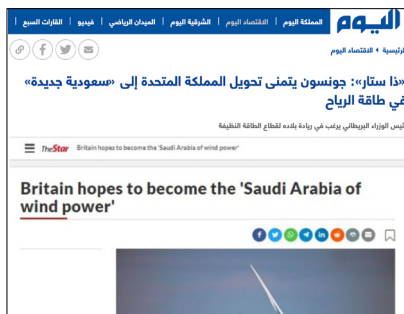 اليوم
المملكة اليوم | الاقتصاد اليوم | الشرقية اليوم | الميدان الرياضي | فيديو | القارات السبع
الرئيسية ‹ الاقتصاد اليوم
«ذا ستار»: جونسون يتمنى تحويل المملكة المتحدة إلى «سعودية جديدة»
في طاقة الرياح
رئيس الوزراء البريطاني يرغب في ريادة بلاده لقطاع الطاقة النظيفة
TheStar Britain hopes to become the 'Saudi Arabia of wind power'
Britain hopes to become the 'Saudi Arabia of
wind power'